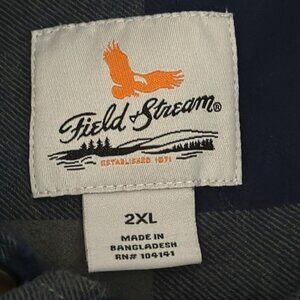 Field & Stream®
ESTABLISHED 1871
2XL
MADE IN
BANGLADESH
RN# 104141